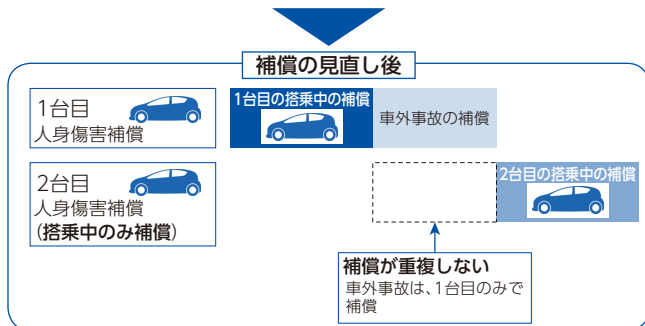 補償の見直し後
1台目
人身傷害補償
1台目の搭乗中の補償
車外事故の補償
2台目
人身傷害補償
(搭乗中のみ補償)
2台目の搭乗中の補償
補償が重複しない
車外事故は、1台目のみで
補償